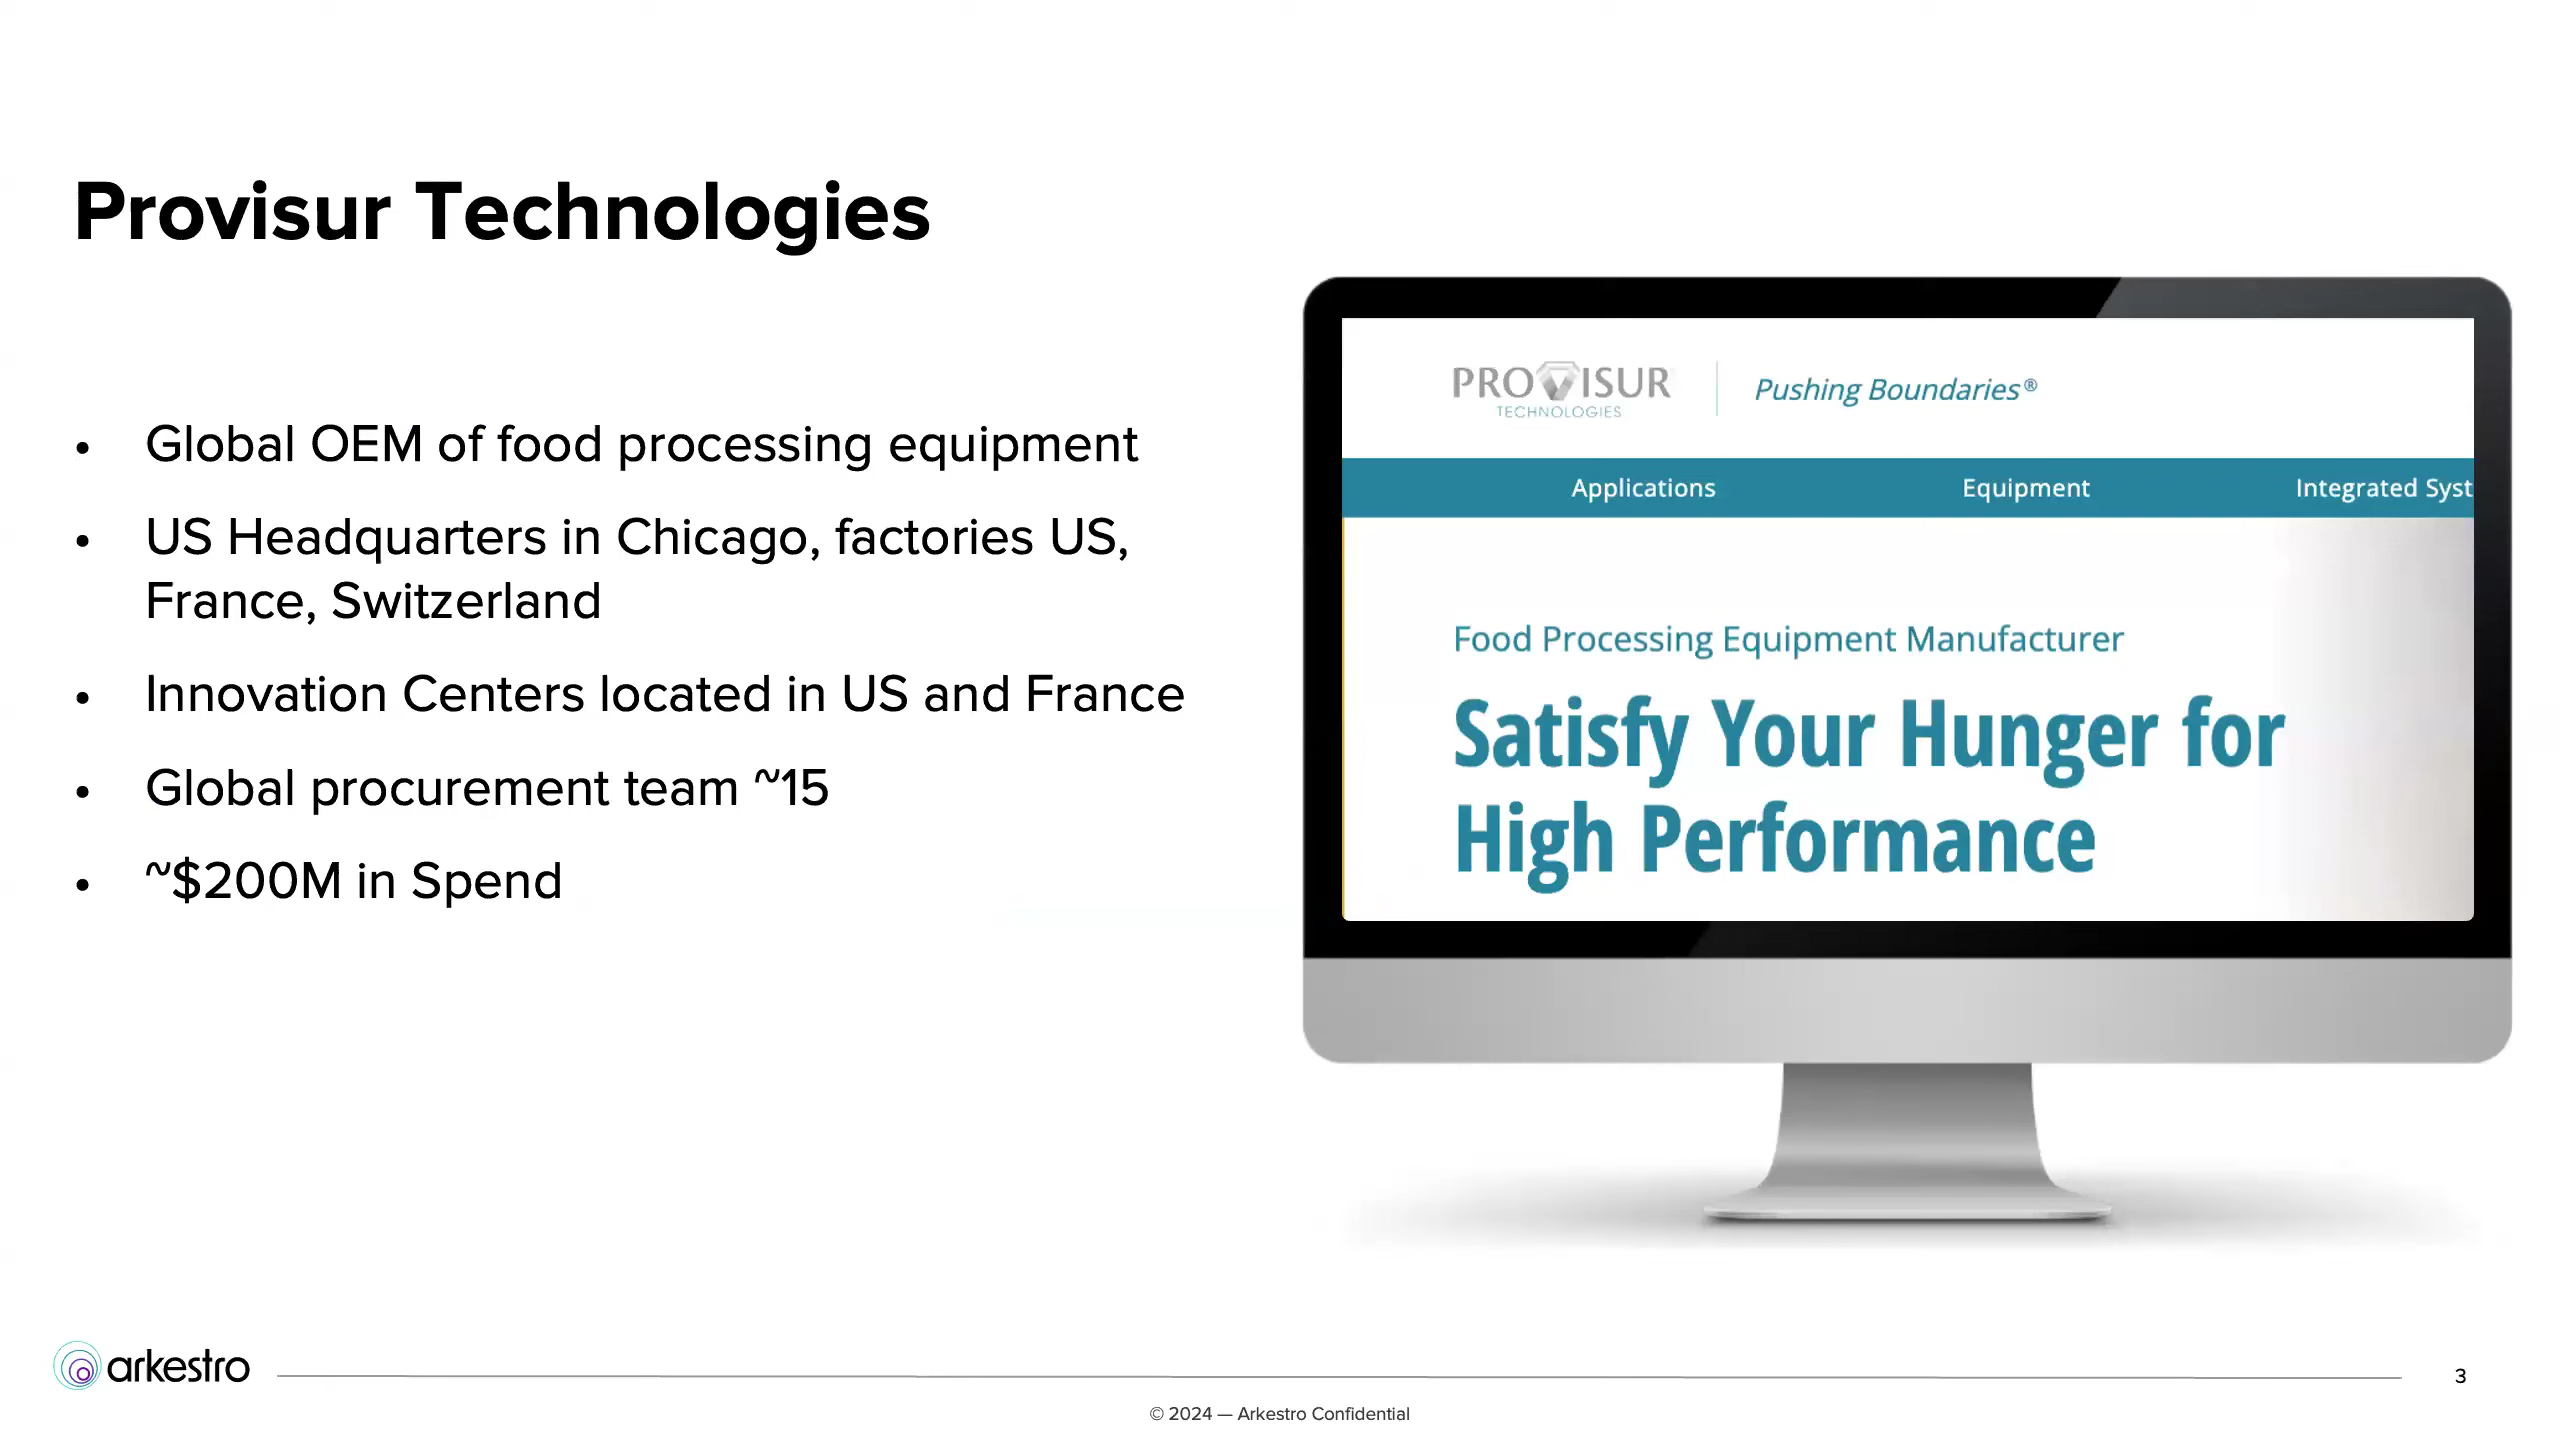 Provisur Technologies
• Global OEM of food processing equipment
• US Headquarters in Chicago, factories US,
France, Switzerland
• Innovation Centers located in US and France
• Global procurement team ~15
• ~$200M in Spend
PROVISUR
TECHNOLOGIES
Pushing Boundaries®
Applications Equipment Integrated Syst
Food Processing Equipment Manufacturer
Satisfy Your Hunger for
High Performance
arkestro
3
© 2024 — Arkestro Confidential